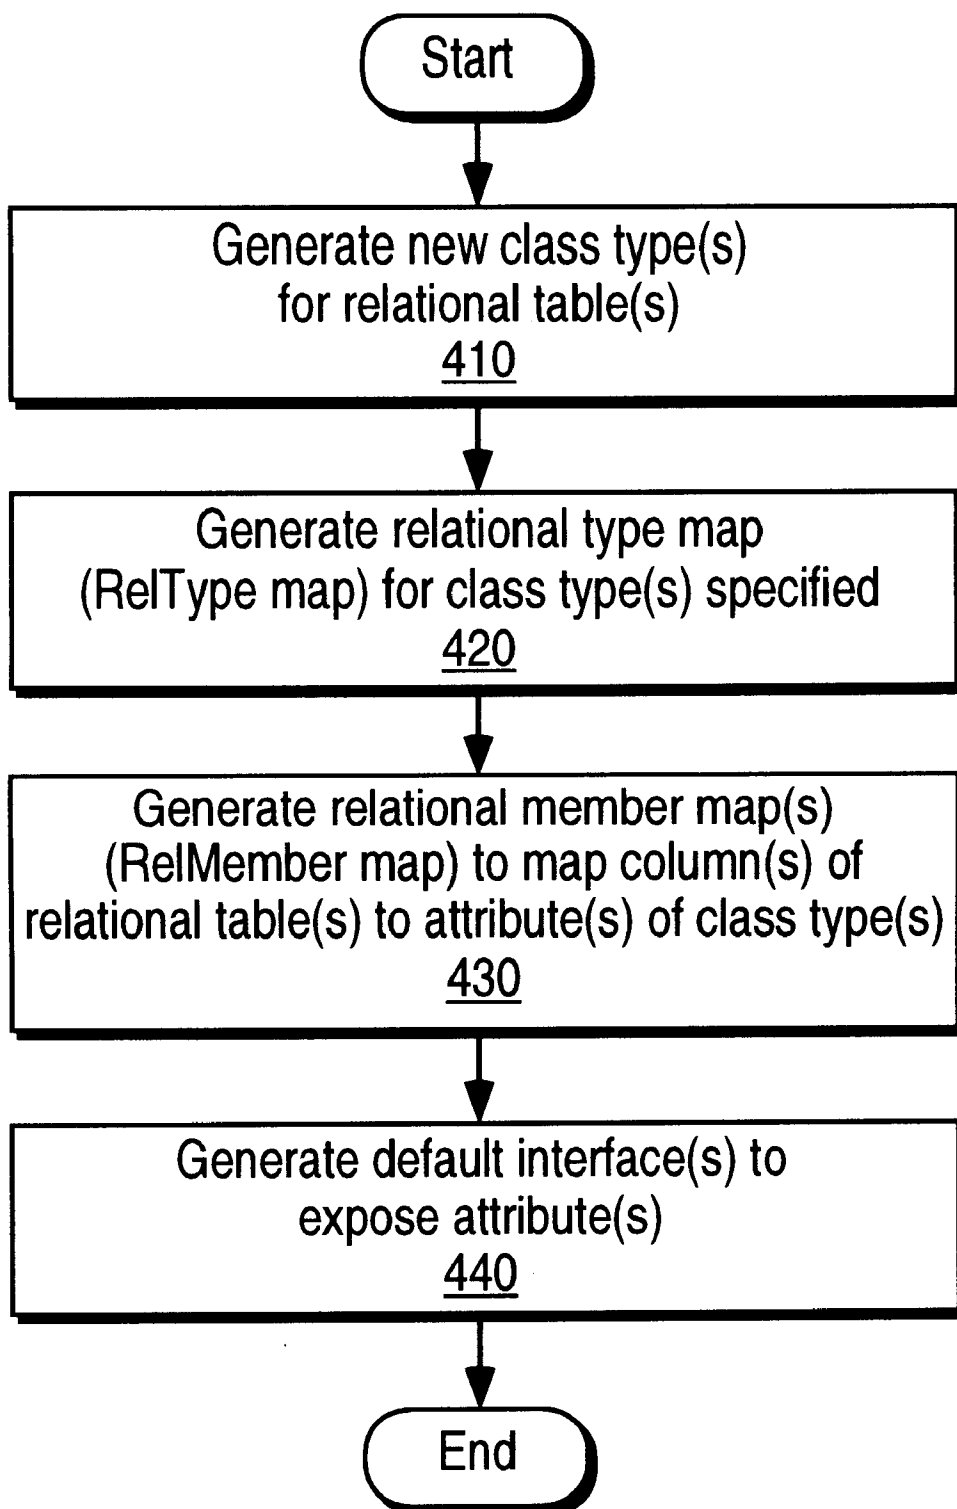 Start
Generate new class type(s)
for relational table(s)
410
Generate relational type map
(RelType map) for class type(s) specified
420
Generate relational member map(s)
(RelMember map) to map column(s) of
relational table(s) to attribute(s) of class type(s)
430
Generate default interface(s) to
expose attribute(s)
440
End